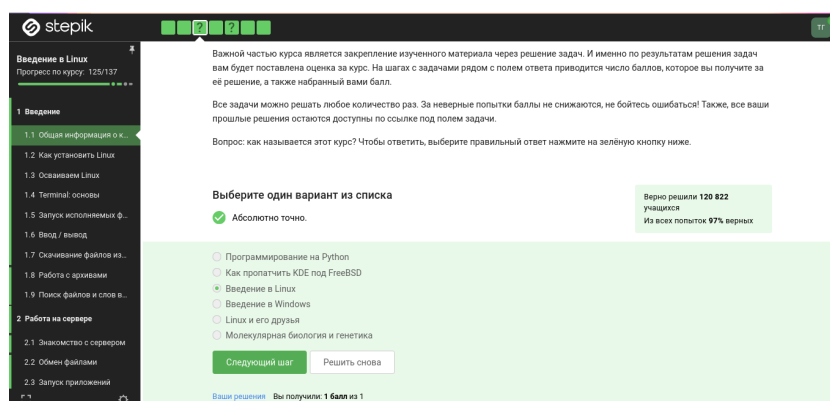 stepik
?
?
ТГ
Введение в Linux
Прогресс по курсу: 125/137
1 Введение
1.1 Общая информация о к...
1.2 Как установить Linux
1.3 Осваиваем Linux
1.4 Terminal: основы
1.5 Запуск исполняемых ф...
1.6 Ввод / вывод
1.7 Скачивание файлов из...
1.8 Работа с архивами
1.9 Поиск файлов и слов в...
2 Работа на сервере
2.1 Знакомство с сервером
2.2 Обмен файлами
2.3 Запуск приложений
Важной частью курса является закрепление изученного материала через решение задач. И именно по результатам решения задач
вам будет поставлена оценка за курс. На шагах с задачами рядом с полем ответа приводится число баллов, которое вы получите за
её решение, а также набранный вами балл.
Все задачи можно решать любое количество раз. За неверные попытки баллы не снижаются, не бойтесь ошибаться! Также, все ваши
прошлые решения остаются доступны по ссылке под полем задачи.
Вопрос: как называется этот курс? Чтобы ответить, выберите правильный ответ нажмите на зелёную кнопку ниже.
Выберите один вариант из списка
Абсолютно точно.
Верно решили 120 822
учащихся
Из всех попыток 97% верных
Программирование на Python
Как пропатчить KDE под FreeBSD
Введение в Linux
Введение в Windows
Linux и его друзья
Молекулярная биология и генетика
Следующий шаг
Решить снова
Ваши решения Вы получили: 1 балл из 1